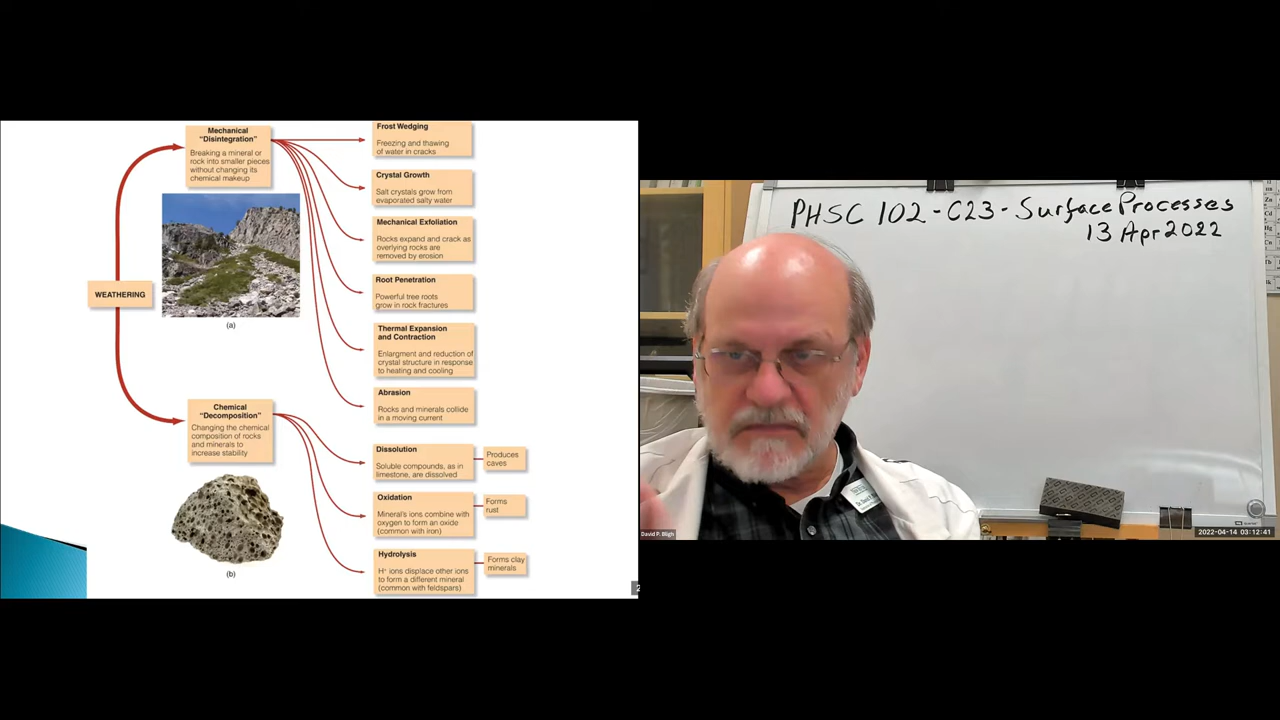 Mechanical
"Disintegration"
Breaking a mineral or
rock into smaller pieces
without changing its
chemical makeup
(a)
WEATHERING
Chemical
"Decomposition"
Changing the chemical
composition of rocks
and minerals to
increase stability
(b)
Frost Wedging
Freezing and thawing
of water in cracks
Crystal Growth
Salt crystals grow from
evaporated salty water
Mechanical Exfoliation
Rocks expand and crack as
overlying rocks are
removed by erosion
Root Penetration
Powerful tree roots
grow in rock fractures
Thermal Expansion
and Contraction
Enlargment and reduction of
crystal structure in response
to heating and cooling
Abrasion
Rocks and minerals collide
in a moving current
Dissolution
Soluble compounds, as in
limestone, are dissolved
Produces
caves
Oxidation
Mineral's ions combine with
oxygen to form an oxide
(common with iron)
Forms
rust
Hydrolysis
H+ ions displace other ions
to form a different mineral
(common with feldspars)
Forms clay
minerals
2
PHSC 102 - C23 - Surface Processes
13 Apr 2022
David P. Bligh
2022-04-14 03:12:41